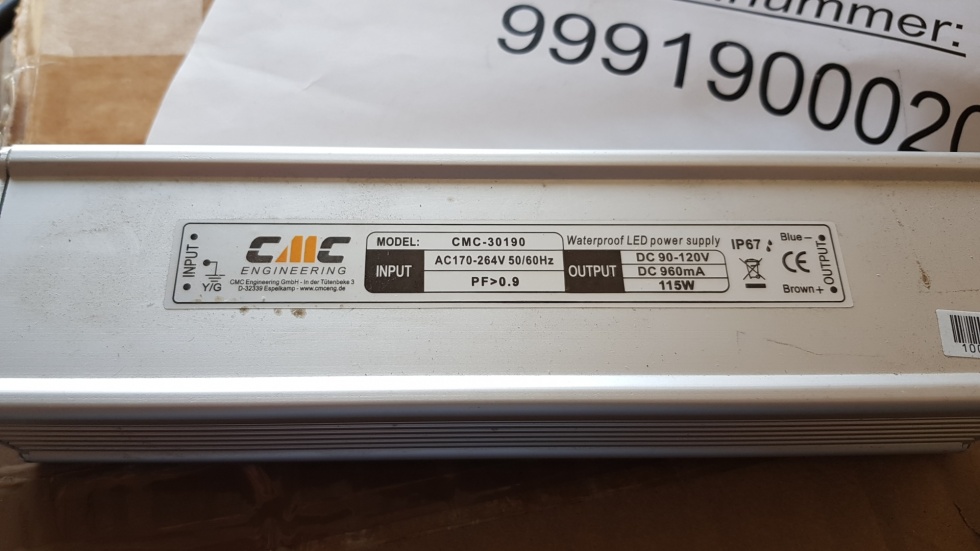 nummer:
9991900020
INPUT
Y/G
CMC
ENGINEERING
CMC Engineering GmbH - In der Tütenbeke 3
D-32339 Espelkamp - www.cmceng.de
MODEL: CMC-30190
INPUT
AC170-264V 50/60Hz
PF>0.9
Waterproof LED power supply
OUTPUT
DC 90-120V
DC 960mA
115W
IP67
CE
Blue -
Brown +
OUTPUT
100